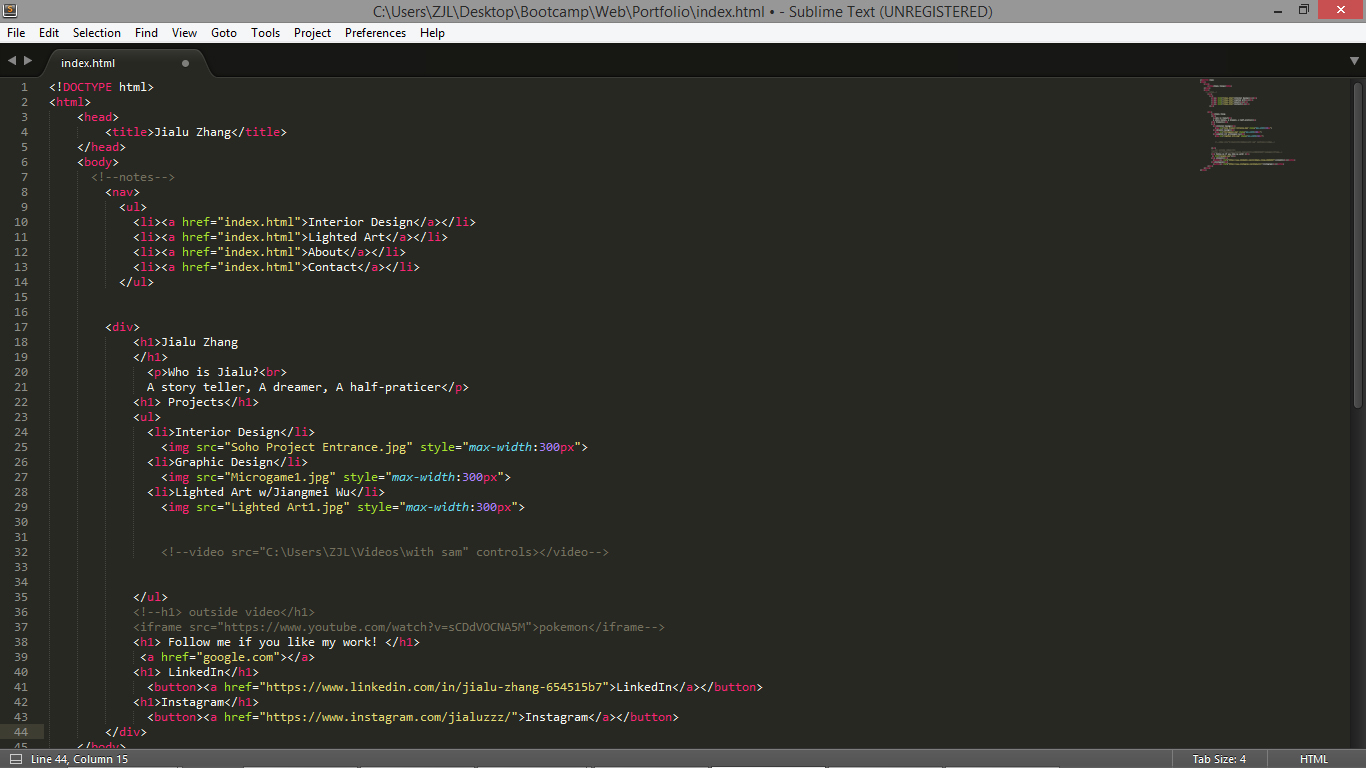 C:\Users\ZJL\Desktop\Bootcamp\Web\Portfolio\index.html • - Sublime Text (UNREGISTERED)
File Edit Selection Find View Goto Tools Project Preferences Help
index.html
1 <!DOCTYPE html>
2 <html>
3 <head>
4 <title>Jialu Zhang</title>
5 </head>
6 <body>
7 <!--notes-->
8 <nav>
9 <ul>
10 <li><a href="index.html">Interior Design</a></li>
11 <li><a href="index.html">Lighted Art</a></li>
12 <li><a href="index.html">About</a></li>
13 <li><a href="index.html">Contact</a></li>
14 </ul>
15
16
17 <div>
18 <h1>Jialu Zhang
19 </h1>
20 <p>Who is Jialu?<br>
21 A story teller, A dreamer, A half-praticer</p>
22 <h1> Projects</h1>
23 <ul>
24 <li>Interior Design</li>
25 <img src="Soho Project Entrance.jpg" style="max-width:300px">
26 <li>Graphic Design</li>
27 <img src="Microgame1.jpg" style="max-width:300px">
28 <li>Lighted Art w/Jiangmei Wu</li>
29 <img src="Lighted Art1.jpg" style="max-width:300px">
30
31
32 <!--video src="C:\Users\ZJL\Videos\with sam" controls></video-->
33
34
35 </ul>
36 <!--h1> outside video</h1>
37 <iframe src="https://www.youtube.com/watch?v=sCDdVOCNA5M">pokemon</iframe-->
38 <h1> Follow me if you like my work! </h1>
39 <a href="google.com"></a>
40 <h1> LinkedIn</h1>
41 <button><a href="https://www.linkedin.com/in/jialu-zhang-654515b7">LinkedIn</a></button>
42 <h1>Instagram</h1>
43 <button><a href="https://www.instagram.com/jialuzzz/">Instagram</a></button>
44 </div>
45 </body>
Line 44, Column 15 Tab Size: 4 HTML